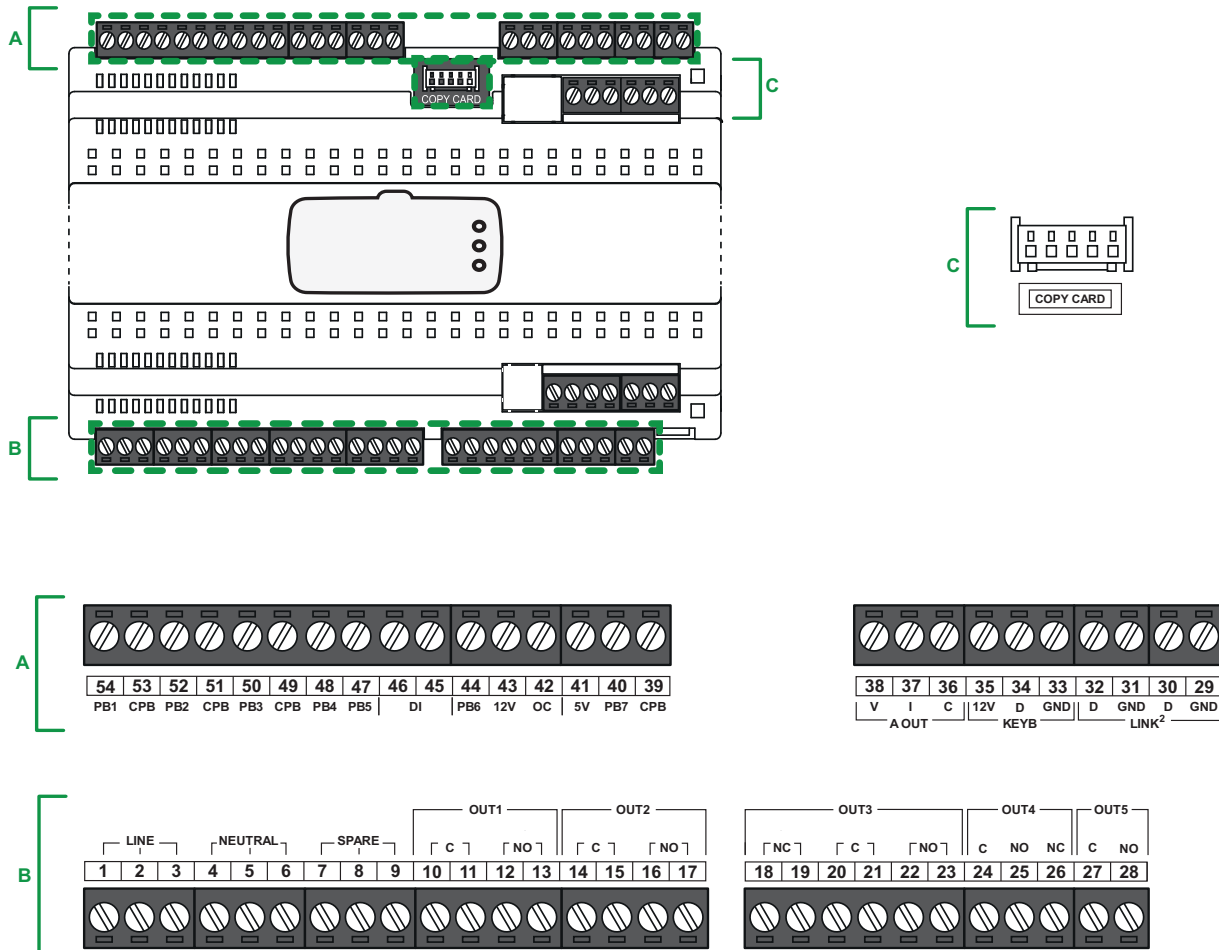 A
COPY CARD
C
B
C
COPY CARD
A
54 53 52 51 50 49 48 47 46 45 44 43 42 41 40 39
PB1 CPB PB2 CPB PB3 CPB PB4 PB5 DI PB6 12V OC 5V PB7 CPB
38 37 36 35 34 33 32 31 30 29
V I C 12V D GND D GND D GND
A OUT KEYB LINK²
B
OUT1 OUT2 OUT3 OUT4 OUT5
LINE NEUTRAL SPARE C NO C NO NC C NO C NO NC C NO
1 2 3 4 5 6 7 8 9 10 11 12 13 14 15 16 17 18 19 20 21 22 23 24 25 26 27 28